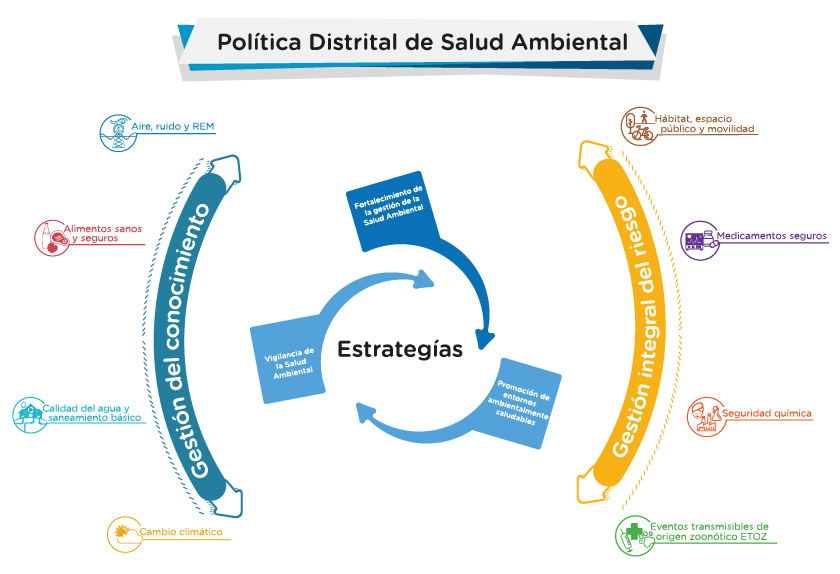 Política Distrital de Salud Ambiental
Aire, ruido y REM
Alimentos sanos
y seguros
Calidad del agua y
saneamiento básico
Cambio climático
Gestión del conocimiento
Fortalecimiento de
la gestión de la
Salud Ambiental
Vigilancia de
la Salud
Ambiental
Estrategías
Promoción de
entornos
ambientalmente
saludables
Gestión integral del riesgo
Hábitat, espacio
público y movilidad
Medicamentos seguros
Seguridad química
Eventos transmisibles de
origen zoonótico ETOZ